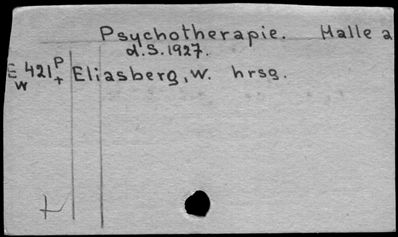 Psychotherapie. Halle a
d.S.1927.
E 421 P
W +
Eliasberg, W. hrsg.